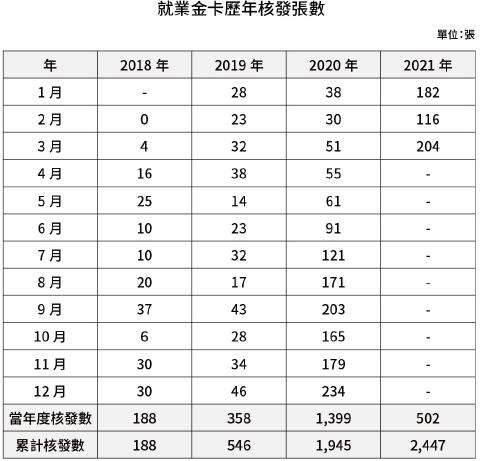 就業金卡歷年核發張數
單位：張
年 2018 年 2019 年 2020 年 2021 年
1 月 - 28 38 182
2 月 0 23 30 116
3 月 4 32 51 204
4 月 16 38 55 -
5 月 25 14 61 -
6 月 10 23 91 -
7 月 10 32 121 -
8 月 20 17 171 -
9 月 37 43 203 -
10 月 6 28 165 -
11 月 30 34 179 -
12 月 30 46 234 -
當年度核發數 188 358 1,399 502
累計核發數 188 546 1,945 2,447